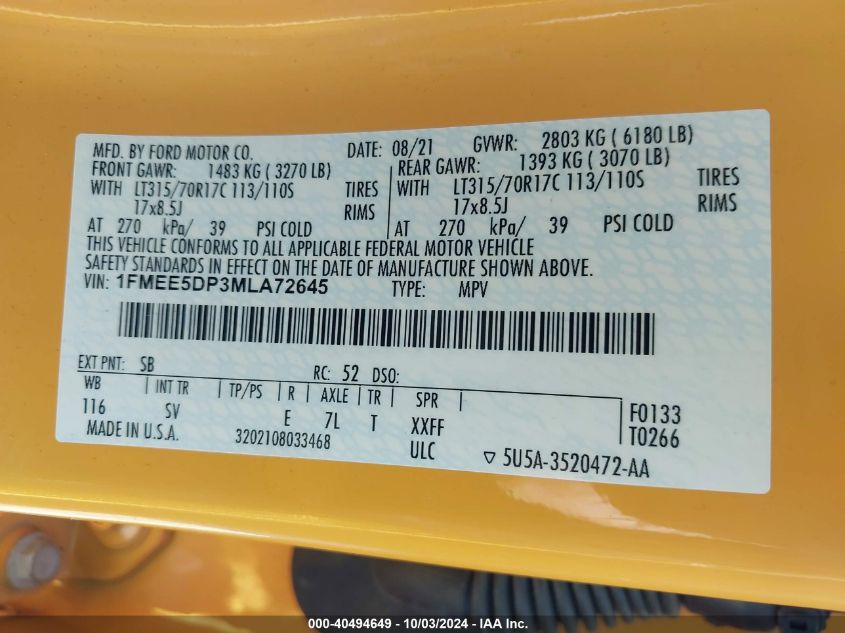 MFD. BY FORD MOTOR CO. DATE: 08/21 GVWR: 2803 KG ( 6180 LB)
FRONT GAWR: 1483 KG ( 3270 LB) REAR GAWR: 1393 KG ( 3070 LB)
WITH LT315/70R17C 113/110S TIRES WITH LT315/70R17C 113/110S TIRES
17x8.5J RIMS 17x8.5J RIMS
AT 270 kPa/ 39 PSI COLD AT 270 kPa/ 39 PSI COLD
THIS VEHICLE CONFORMS TO ALL APPLICABLE FEDERAL MOTOR VEHICLE
SAFETY STANDARDS IN EFFECT ON THE DATE OF MANUFACTURE SHOWN ABOVE.
VIN: 1FMEE5DP3MLA72645 TYPE: MPV
EXT PNT: SB RC: 52 DSO:
WB | INT TR | TP/PS | R | AXLE | TR | SPR |
116 SV E 7L T XXFF F0133
MADE IN U.S.A. 3202108033468 ULC T0266
▽ 5U5A-3520472-AA
000-40494649 - 10/03/2024 - IAA Inc.